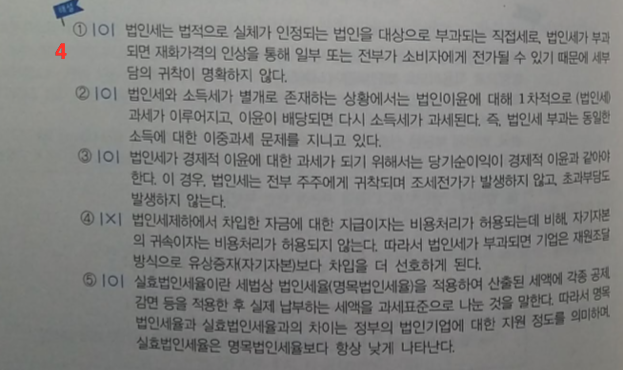 해설
① |O| 법인세는 법적으로 실체가 인정되는 법인을 대상으로 부과되는 직접세로, 법인세가 부과
4
되면 재화가격의 인상을 통해 일부 또는 전부가 소비자에게 전가될 수 있기 때문에 세부
담의 귀착이 명확하지 않다.
② |O| 법인세와 소득세가 별개로 존재하는 상황에서는 법인이윤에 대해 1차적으로 (법인세)
과세가 이루어지고, 이윤이 배당되면 다시 소득세가 과세된다. 즉, 법인세 부과는 동일한
소득에 대한 이중과세 문제를 지니고 있다.
③ |O| 법인세가 경제적 이윤에 대한 과세가 되기 위해서는 당기순이익이 경제적 이윤과 같아야
한다. 이 경우, 법인세는 전부 주주에게 귀착되며 조세전가가 발생하지 않고, 초과부담도
발생하지 않는다.
④ |X| 법인세제하에서 차입한 자금에 대한 지급이자는 비용처리가 허용되는데 비해, 자기자본
의 귀속이자는 비용처리가 허용되지 않는다. 따라서 법인세가 부과되면 기업은 재원조달
방식으로 유상증자(자기자본)보다 차입을 더 선호하게 된다.
⑤ |O| 실효법인세율이란 세법상 법인세율(명목법인세율)을 적용하여 산출된 세액에 각종 공제
감면 등을 적용한 후 실제 납부하는 세액을 과세표준으로 나눈 것을 말한다. 따라서 명목
법인세율과 실효법인세율과의 차이는 정부의 법인기업에 대한 지원 정도를 의미하며,
실효법인세율은 명목법인세율보다 항상 낮게 나타난다.